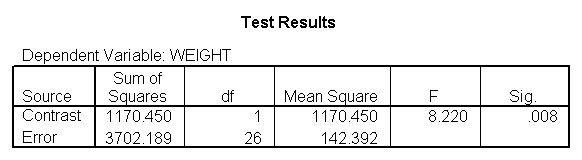 Test Results
Dependent Variable: WEIGHT
Sum of
Source Squares df Mean Square F Sig.
Contrast 1170.450 1 1170.450 8.220 .008
Error 3702.189 26 142.392